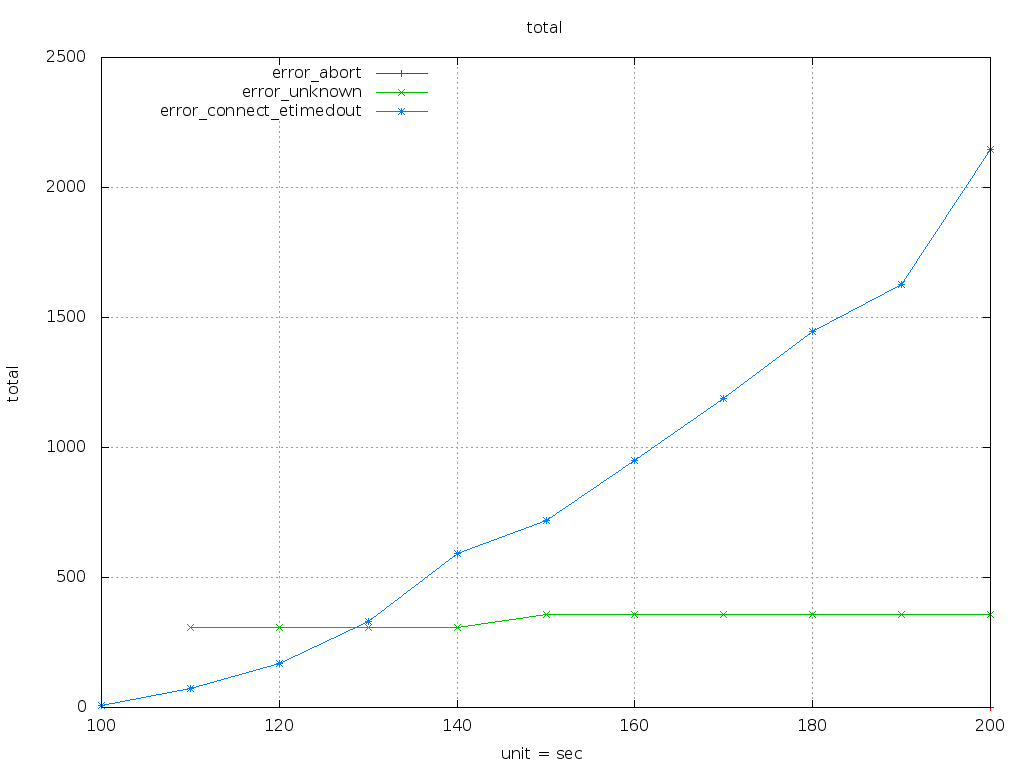 total
2500
2000
1500
1000
500
0
total
error_abort
error_unknown
error_connect_etimedout
100 120 140 160 180 200
unit = sec